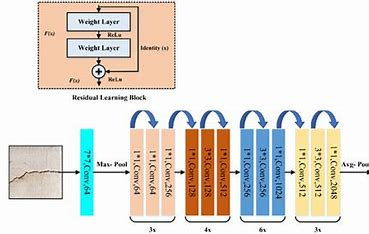 Weight Layer
F(x)
ReLu
Identity (x)
Weight Layer
+
F(x)
ReLu
Residual Learning Block
7*7,Conv,64
Max- Pool
1*1,Conv,64
1*1,Conv,64
1*1,Conv,256
1*1,Conv,128
3*3,Conv,128
1*1,Conv,512
1*1,Conv,256
3*3,Conv,256
1*1,Conv,1024
1*1,Conv,512
3*3,Conv,512
1*1,Conv,2048
Avg- Pool
3x
4x
6x
3x